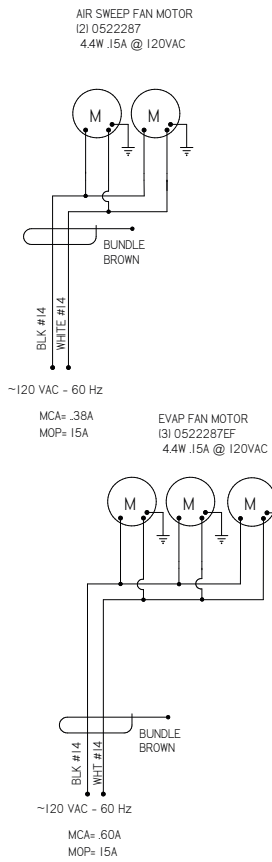 AIR SWEEP FAN MOTOR
(2) 0522287
4.4W .15A @ 120VAC
M
M
BUNDLE
BROWN
BLK #14
WHITE #14
~120 VAC - 60 Hz
MCA= .38A
MOP= 15A
EVAP FAN MOTOR
(3) 0522287EF
4.4W .15A @ 120VAC
M
M
M
BUNDLE
BROWN
BLK #14
WHT #14
~120 VAC - 60 Hz
MCA= .60A
MOP= 15A